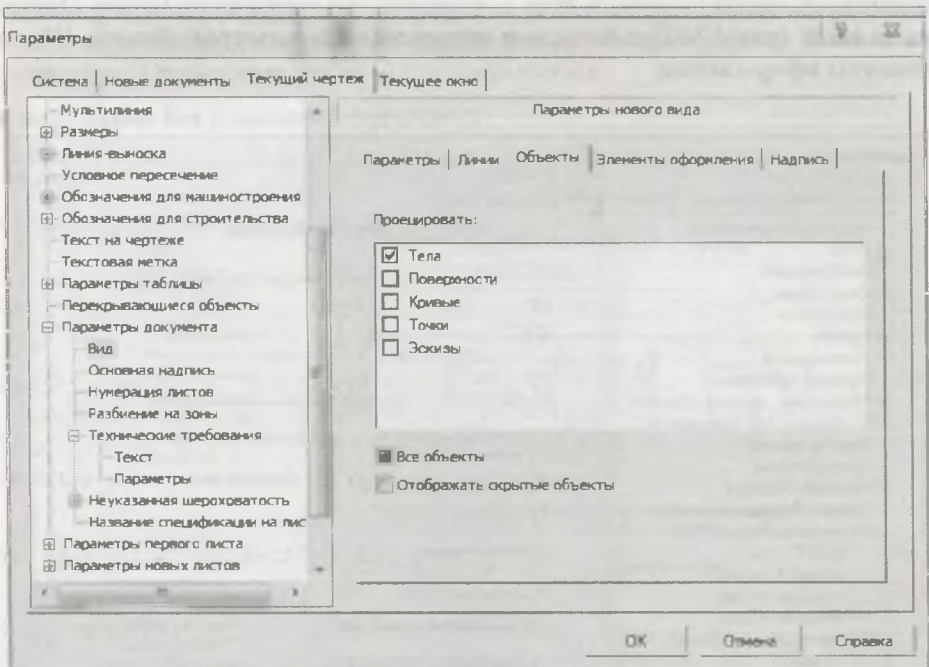 Параметры
Система Новые документы Текущий чертеж Текущее окно
Мультилиния
Размеры
Линия-выноска
Условное пересечение
Обозначения для машиностроения
Обозначения для строительства
Текст на чертеже
Текстовая метка
Параметры таблицы
Перекрывающиеся объекты
Параметры документа
Вид
Основная надпись
Нумерация листов
Разбиение на зоны
Технические требования
Текст
Параметры
Неуказанная шероховатость
Название спецификации на лис
Параметры первого листа
Параметры новых листов
Параметры нового вида
Параметры Линии Объекты Элементы оформления Надпись
Проецировать:
Тела
Поверхности
Кривые
Точки
Эскизы
Все объекты
Отображать скрытые объекты
OK Отмена Справка